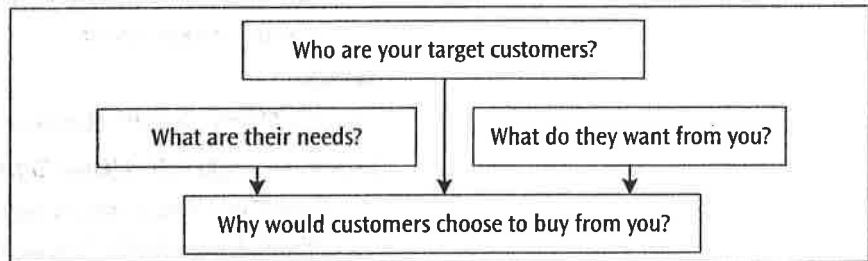 Who are your target customers?
What are their needs?
What do they want from you?
Why would customers choose to buy from you?